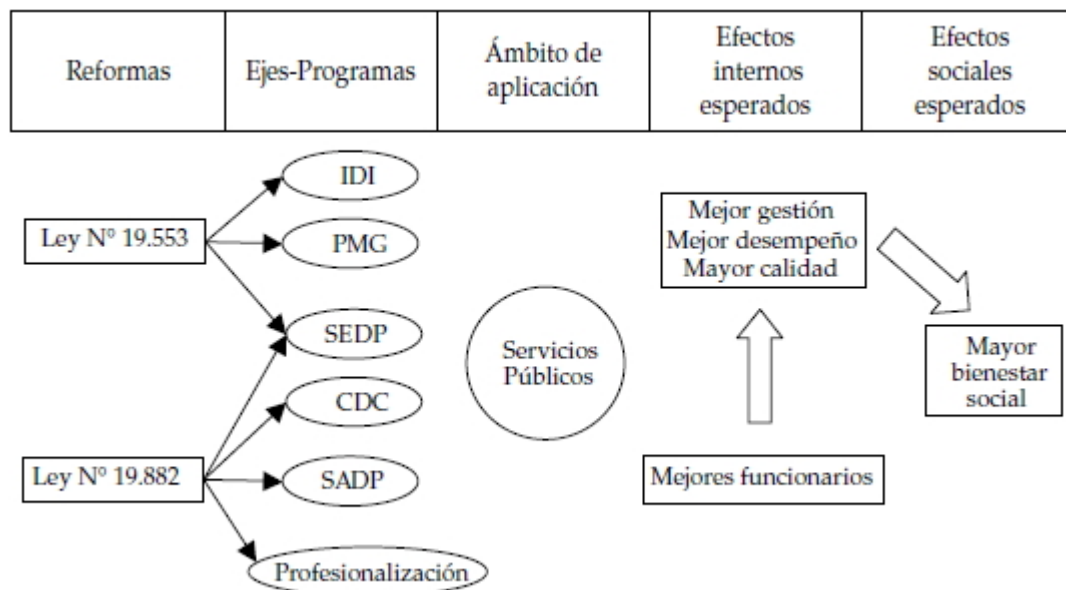 Reformas
Ejes-Programas
Ámbito de
aplicación
Efectos
internos
esperados
Efectos
sociales
esperados
IDI
Ley Nº 19.553
PMG
SEDP
CDC
Ley Nº 19.882
SADP
Profesionalización
Servicios
Públicos
Mejor gestión
Mejor desempeño
Mayor calidad
Mejores funcionarios
Mayor
bienestar
social